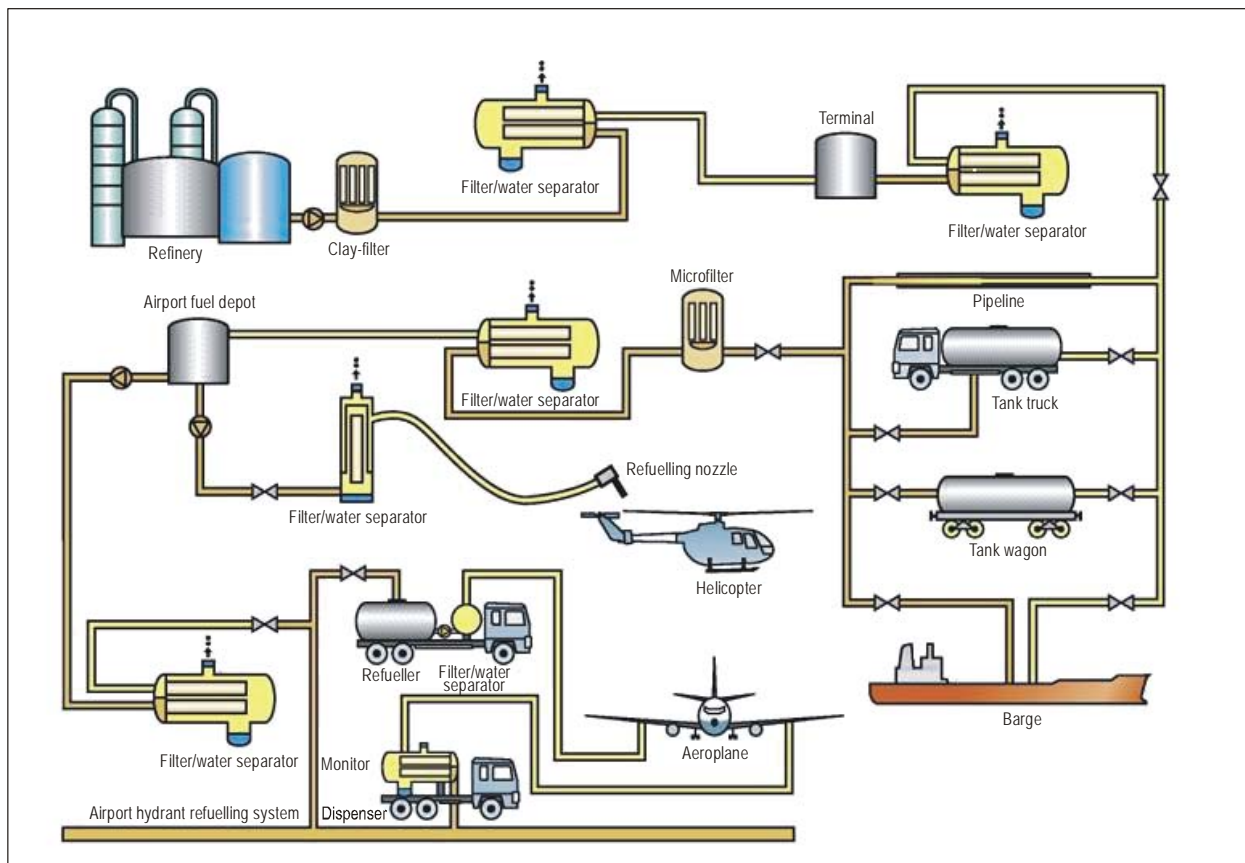 Terminal
Filter/water separator
Refinery
Clay-filter
Filter/water separator
Microfilter
Airport fuel depot
Pipeline
Filter/water separator
Tank truck
Refuelling nozzle
Filter/water separator
Tank wagon
Helicopter
Refueller
Filter/water
separator
Barge
Aeroplane
Filter/water separator
Monitor
Airport hydrant refuelling system
Dispenser